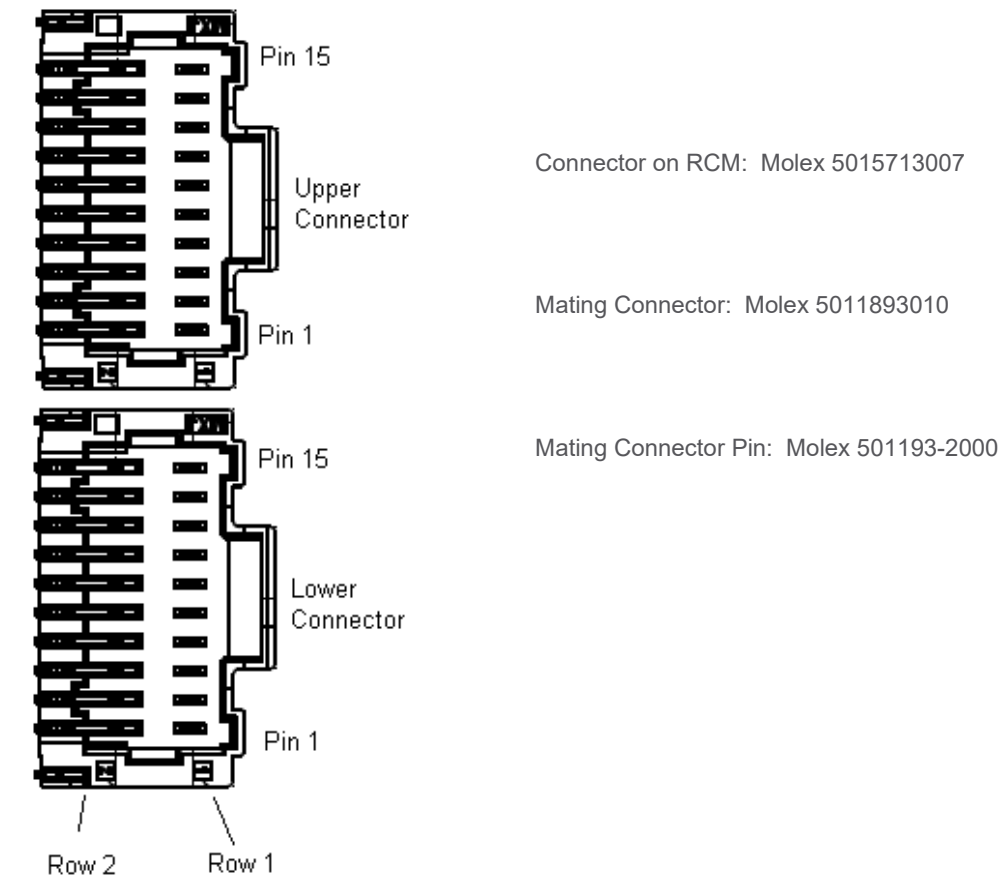 Pin 15
Upper
Connector
Pin 1
Pin 15
Lower
Connector
Pin 1
Row 2
Row 1
Connector on RCM:  Molex 5015713007
Mating Connector:  Molex 5011893010
Mating Connector Pin:  Molex 501193-2000